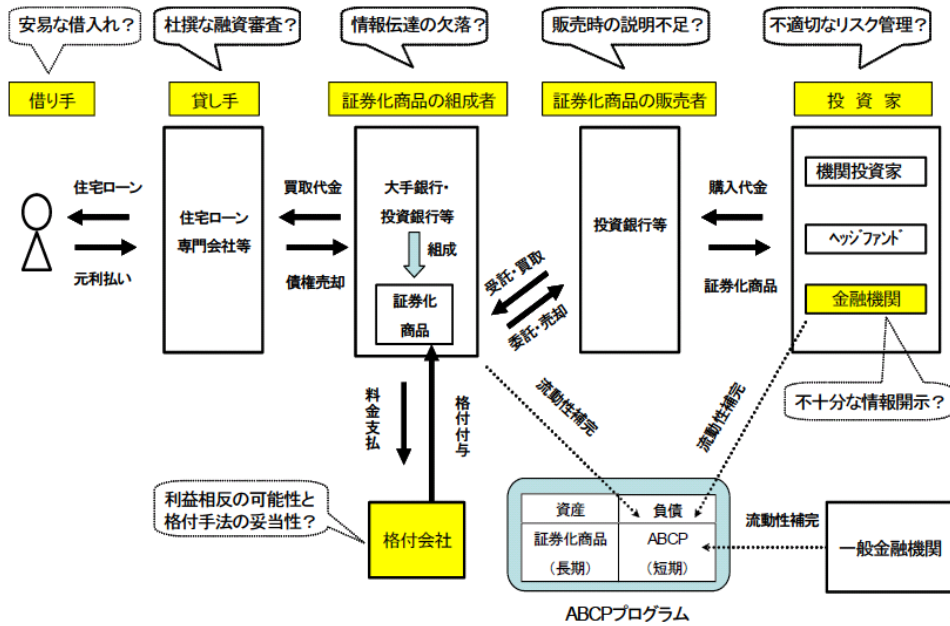 安易な借入れ？
杜撰な融資審査？
情報伝達の欠落？
販売時の説明不足？
不適切なリスク管理？
借り手
貸し手
証券化商品の組成者
証券化商品の販売者
投 資 家
住宅ローン
元利払い
住宅ローン
専門会社等
買取代金
債権売却
大手銀行・
投資銀行等
組成
証券化
商品
受託・買取
委託・売却
投資銀行等
購入代金
証券化商品
機関投資家
ヘッジファンド
金融機関
不十分な情報開示？
料金支払
格付付与
流動性補完
流動性補完
利益相反の可能性と
格付手法の妥当性？
格付会社
資産
負債
証券化商品
（長期）
ABCP
（短期）
流動性補完
一般金融機関
ABCPプログラム